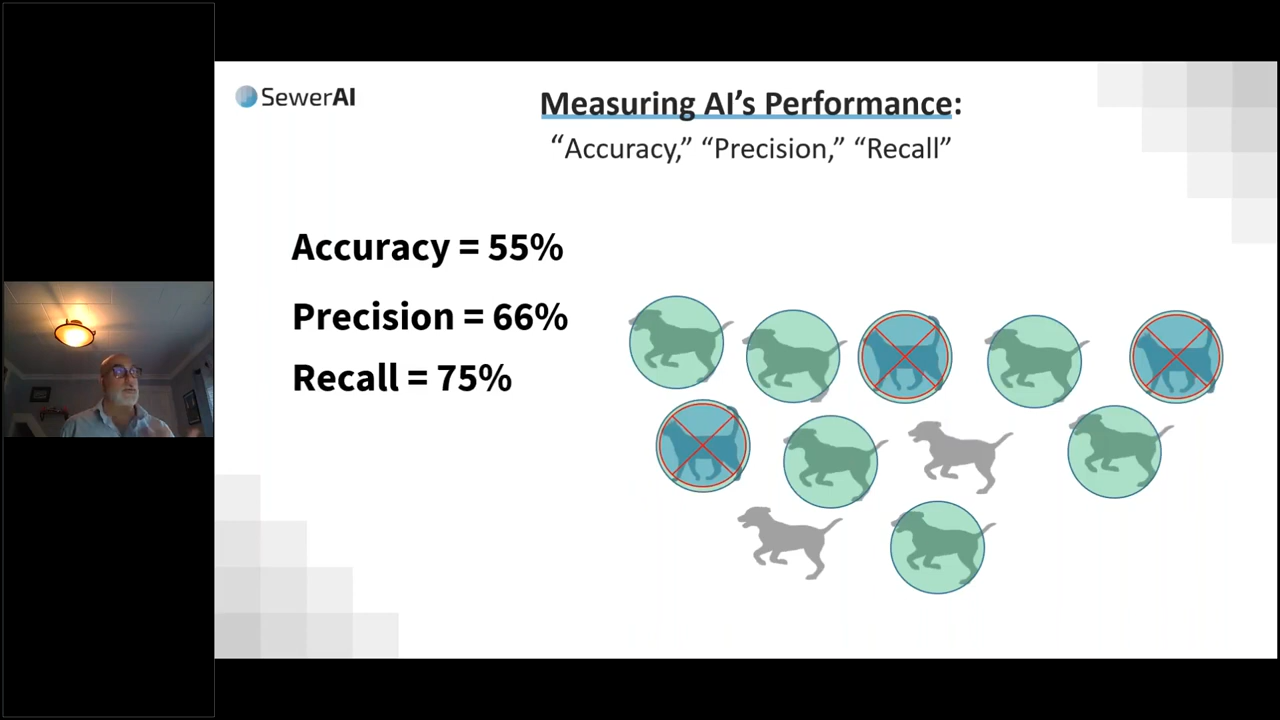 SewerAI
Measuring AI’s Performance:
“Accuracy,” “Precision,” “Recall”
Accuracy = 55%
Precision = 66%
Recall = 75%